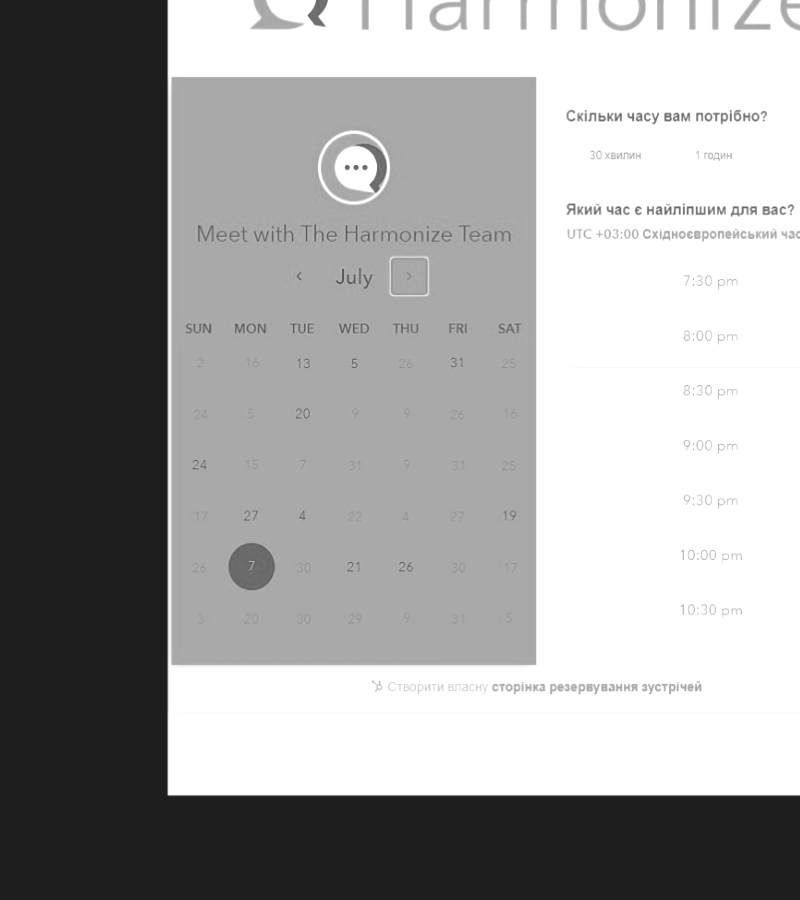 Harmonize
Meet with The Harmonize Team
July
SUN MON TUE WED THU FRI SAT
2 16 13 5 26 31 25
24 5 20 9 9 26 16
24 15 7 31 9 31 25
17 27 4 22 4 27 19
26 7 30 21 26 30 17
3 20 30 29 9 31 5
Скільки часу вам потрібно?
30 хвилин 1 годин
Який час є найліпшим для вас?
UTC +03:00 Східноєвропейський час
7:30 pm
8:00 pm
8:30 pm
9:00 pm
9:30 pm
10:00 pm
10:30 pm
Створити власну сторінка резервування зустрічей